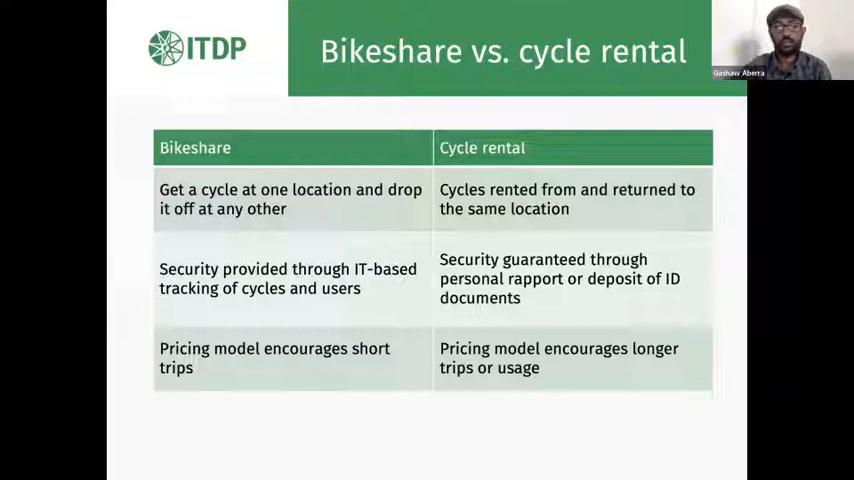 ITDP
Bikeshare vs. cycle rental
Gashaw Aberra
Bikeshare
Cycle rental
Get a cycle at one location and drop
it off at any other
Cycles rented from and returned to
the same location
Security provided through IT-based
tracking of cycles and users
Security guaranteed through
personal rapport or deposit of ID
documents
Pricing model encourages short
trips
Pricing model encourages longer
trips or usage